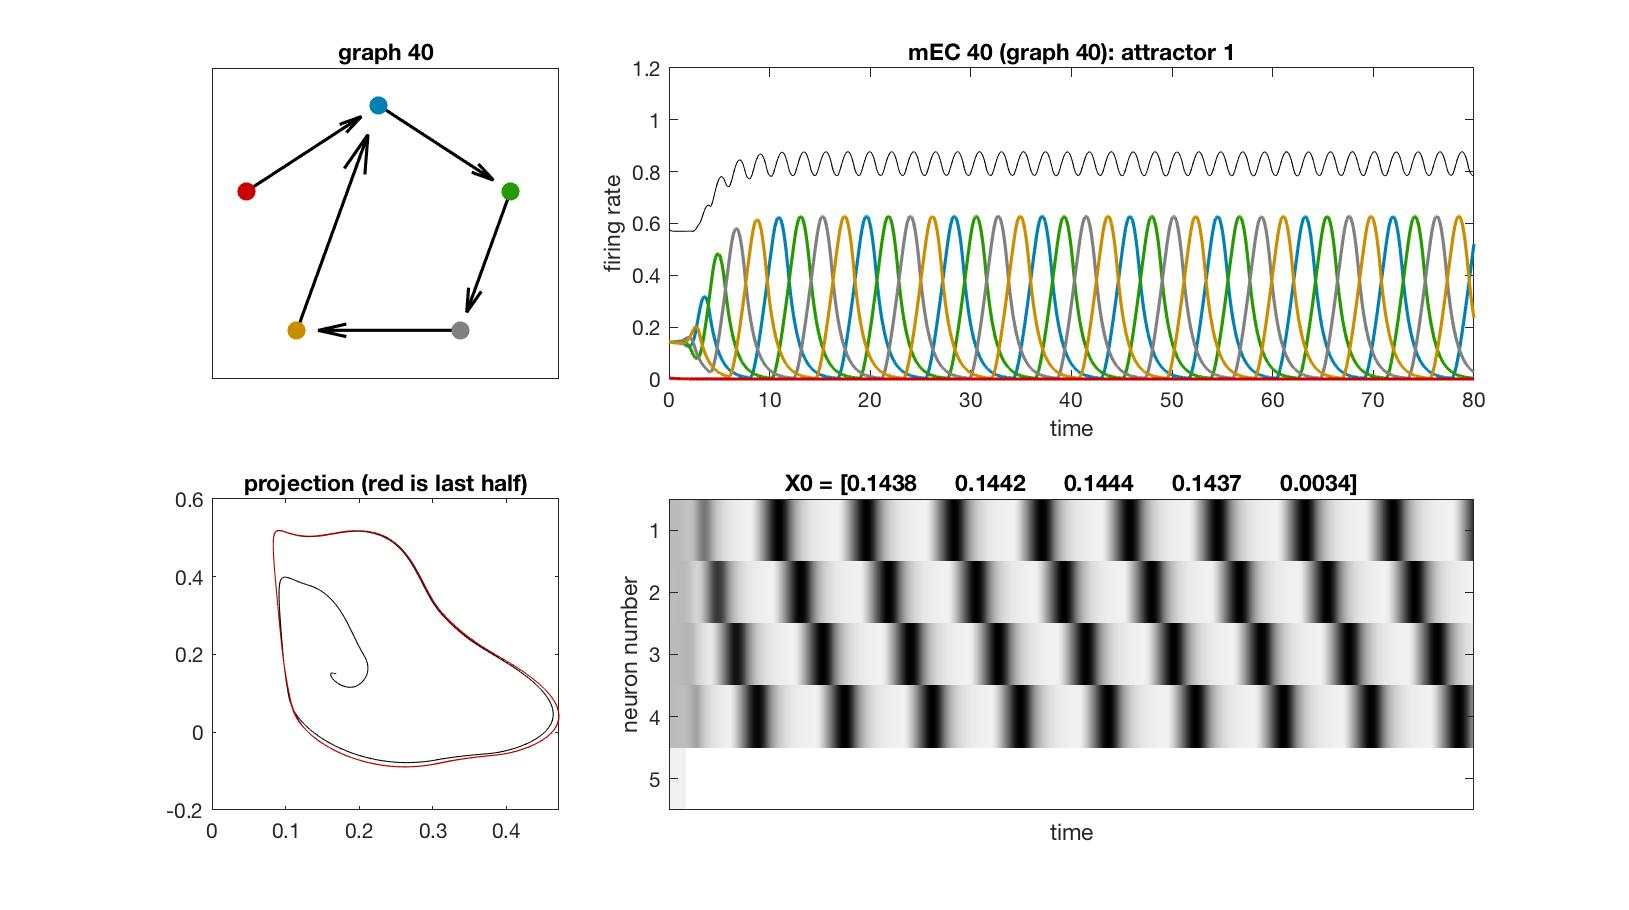 graph 40
mEC 40 (graph 40): attractor 1
1.2
1
0.8
0.6
0.4
0.2
0
firing rate
0 10 20 30 40 50 60 70 80
time
projection (red is last half)
0.6
0.4
0.2
0
-0.2
0 0.1 0.2 0.3 0.4
X0 = [0.1438 0.1442 0.1444 0.1437 0.0034]
1
2
3
4
5
neuron number
time